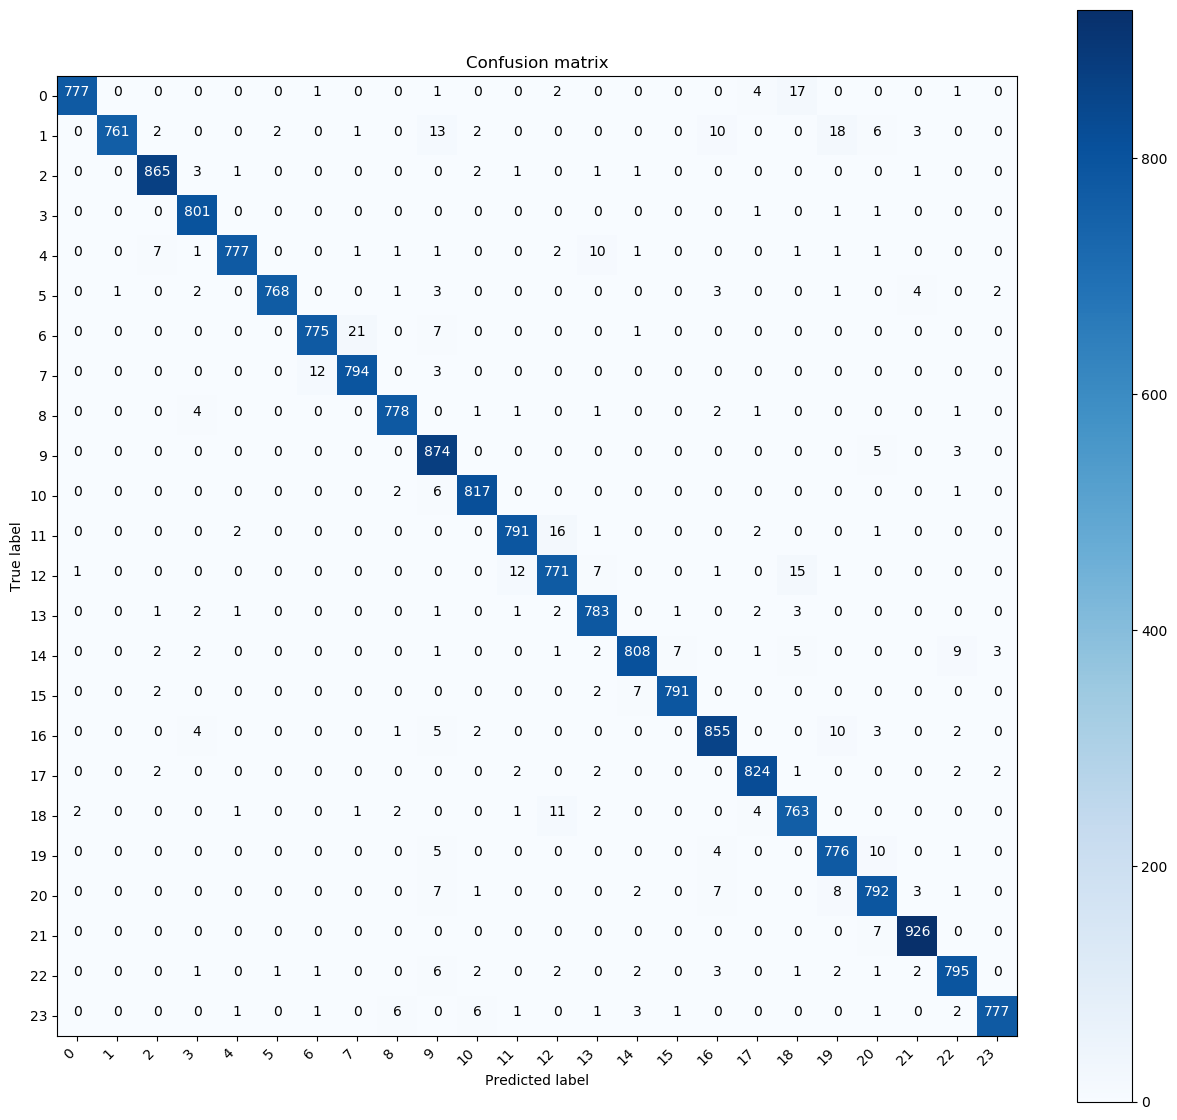 Confusion matrix
0 777 0 0 0 0 0 1 0 0 1 0 0 2 0 0 0 0 4 17 0 0 0 1 0
1 0 761 2 0 0 2 0 1 0 13 2 0 0 0 0 0 10 0 0 18 6 3 0 0
2 0 0 865 3 1 0 0 0 0 0 2 1 0 1 1 0 0 0 0 0 0 1 0 0
3 0 0 0 801 0 0 0 0 0 0 0 0 0 0 0 0 0 1 0 1 1 0 0 0
4 0 0 7 1 777 0 0 1 1 1 0 0 2 10 1 0 0 0 1 1 1 0 0 0
5 0 1 0 2 0 768 0 0 1 3 0 0 0 0 0 0 3 0 0 1 0 4 0 2
6 0 0 0 0 0 0 775 21 0 7 0 0 0 0 1 0 0 0 0 0 0 0 0 0
7 0 0 0 0 0 0 12 794 0 3 0 0 0 0 0 0 0 0 0 0 0 0 0 0
8 0 0 0 4 0 0 0 0 778 0 1 1 0 1 0 0 2 1 0 0 0 0 1 0
9 0 0 0 0 0 0 0 0 0 874 0 0 0 0 0 0 0 0 0 0 5 0 3 0
10 0 0 0 0 0 0 0 0 2 6 817 0 0 0 0 0 0 0 0 0 0 0 1 0
11 0 0 0 0 2 0 0 0 0 0 0 791 16 1 0 0 0 2 0 0 1 0 0 0
12 1 0 0 0 0 0 0 0 0 0 0 12 771 7 0 0 1 0 15 1 0 0 0 0
13 0 0 1 2 1 0 0 0 0 1 0 1 2 783 0 1 0 2 3 0 0 0 0 0
14 0 0 2 2 0 0 0 0 0 1 0 0 1 2 808 7 0 1 5 0 0 0 9 3
15 0 0 2 0 0 0 0 0 0 0 0 0 0 2 7 791 0 0 0 0 0 0 0 0
16 0 0 0 4 0 0 0 0 1 5 2 0 0 0 0 0 855 0 0 10 3 0 2 0
17 0 0 2 0 0 0 0 0 0 0 0 2 0 2 0 0 0 824 1 0 0 0 2 2
18 2 0 0 0 1 0 0 1 2 0 0 1 11 2 0 0 0 4 763 0 0 0 0 0
19 0 0 0 0 0 0 0 0 0 5 0 0 0 0 0 0 4 0 0 776 10 0 1 0
20 0 0 0 0 0 0 0 0 0 7 1 0 0 0 2 0 7 0 0 8 792 3 1 0
21 0 0 0 0 0 0 0 0 0 0 0 0 0 0 0 0 0 0 0 0 7 926 0 0
22 0 0 0 1 0 1 1 0 0 6 2 0 2 0 2 0 3 0 1 2 1 2 795 0
23 0 0 0 0 1 0 1 0 6 0 6 1 0 1 3 1 0 0 0 0 1 0 2 777
0 1 2 3 4 5 6 7 8 9 10 11 12 13 14 15 16 17 18 19 20 21 22 23
Predicted label
True label
800
600
400
200
0